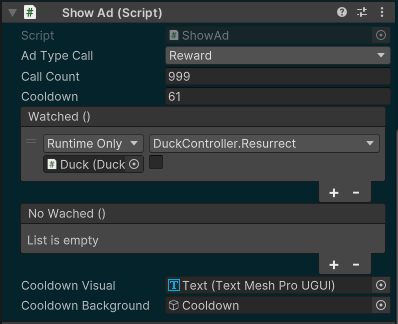 # Show Ad (Script)
Script # ShowAd
Ad Type Call Reward
Call Count 999
Cooldown 61
Watched ()
Runtime Only DuckController.Resurrect
# Duck (Duck
No Wached ()
List is empty
Cooldown Visual T Text (Text Mesh Pro UGUI)
Cooldown Background Cooldown